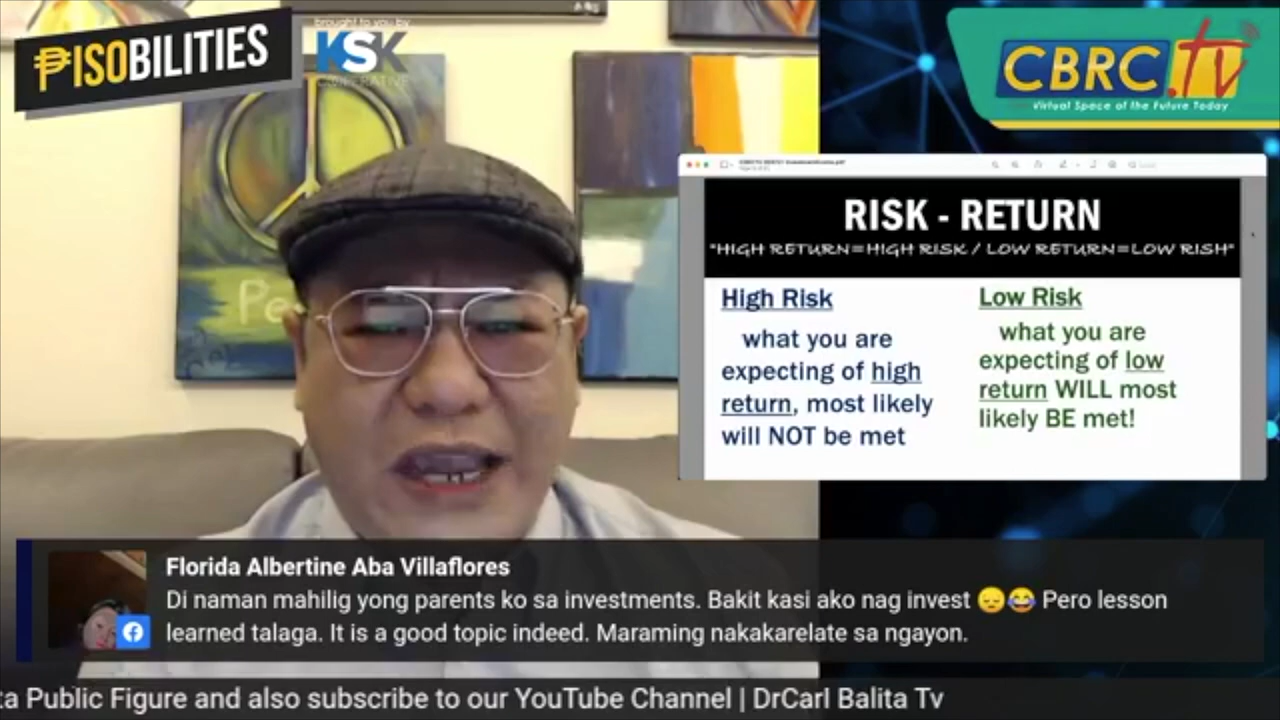 ₱ISOBILITIES
brought to you by
KSK
COOPERATIVE
CBRC.tv
Virtual Space of the Future Today
Pe
RISK - RETURN
"HIGH RETURN=HIGH RISK / LOW RETURN=LOW RISH"
High Risk
what you are
expecting of high
return, most likely
will NOT be met
Low Risk
what you are
expecting of low
return WILL most
likely BE met!
Florida Albertine Aba Villaflores
Di naman mahilig yong parents ko sa investments. Bakit kasi ako nag invest 😔😂 Pero lesson
learned talaga. It is a good topic indeed. Maraming nakakarelate sa ngayon.
ta Public Figure and also subscribe to our YouTube Channel | DrCarl Balita Tv